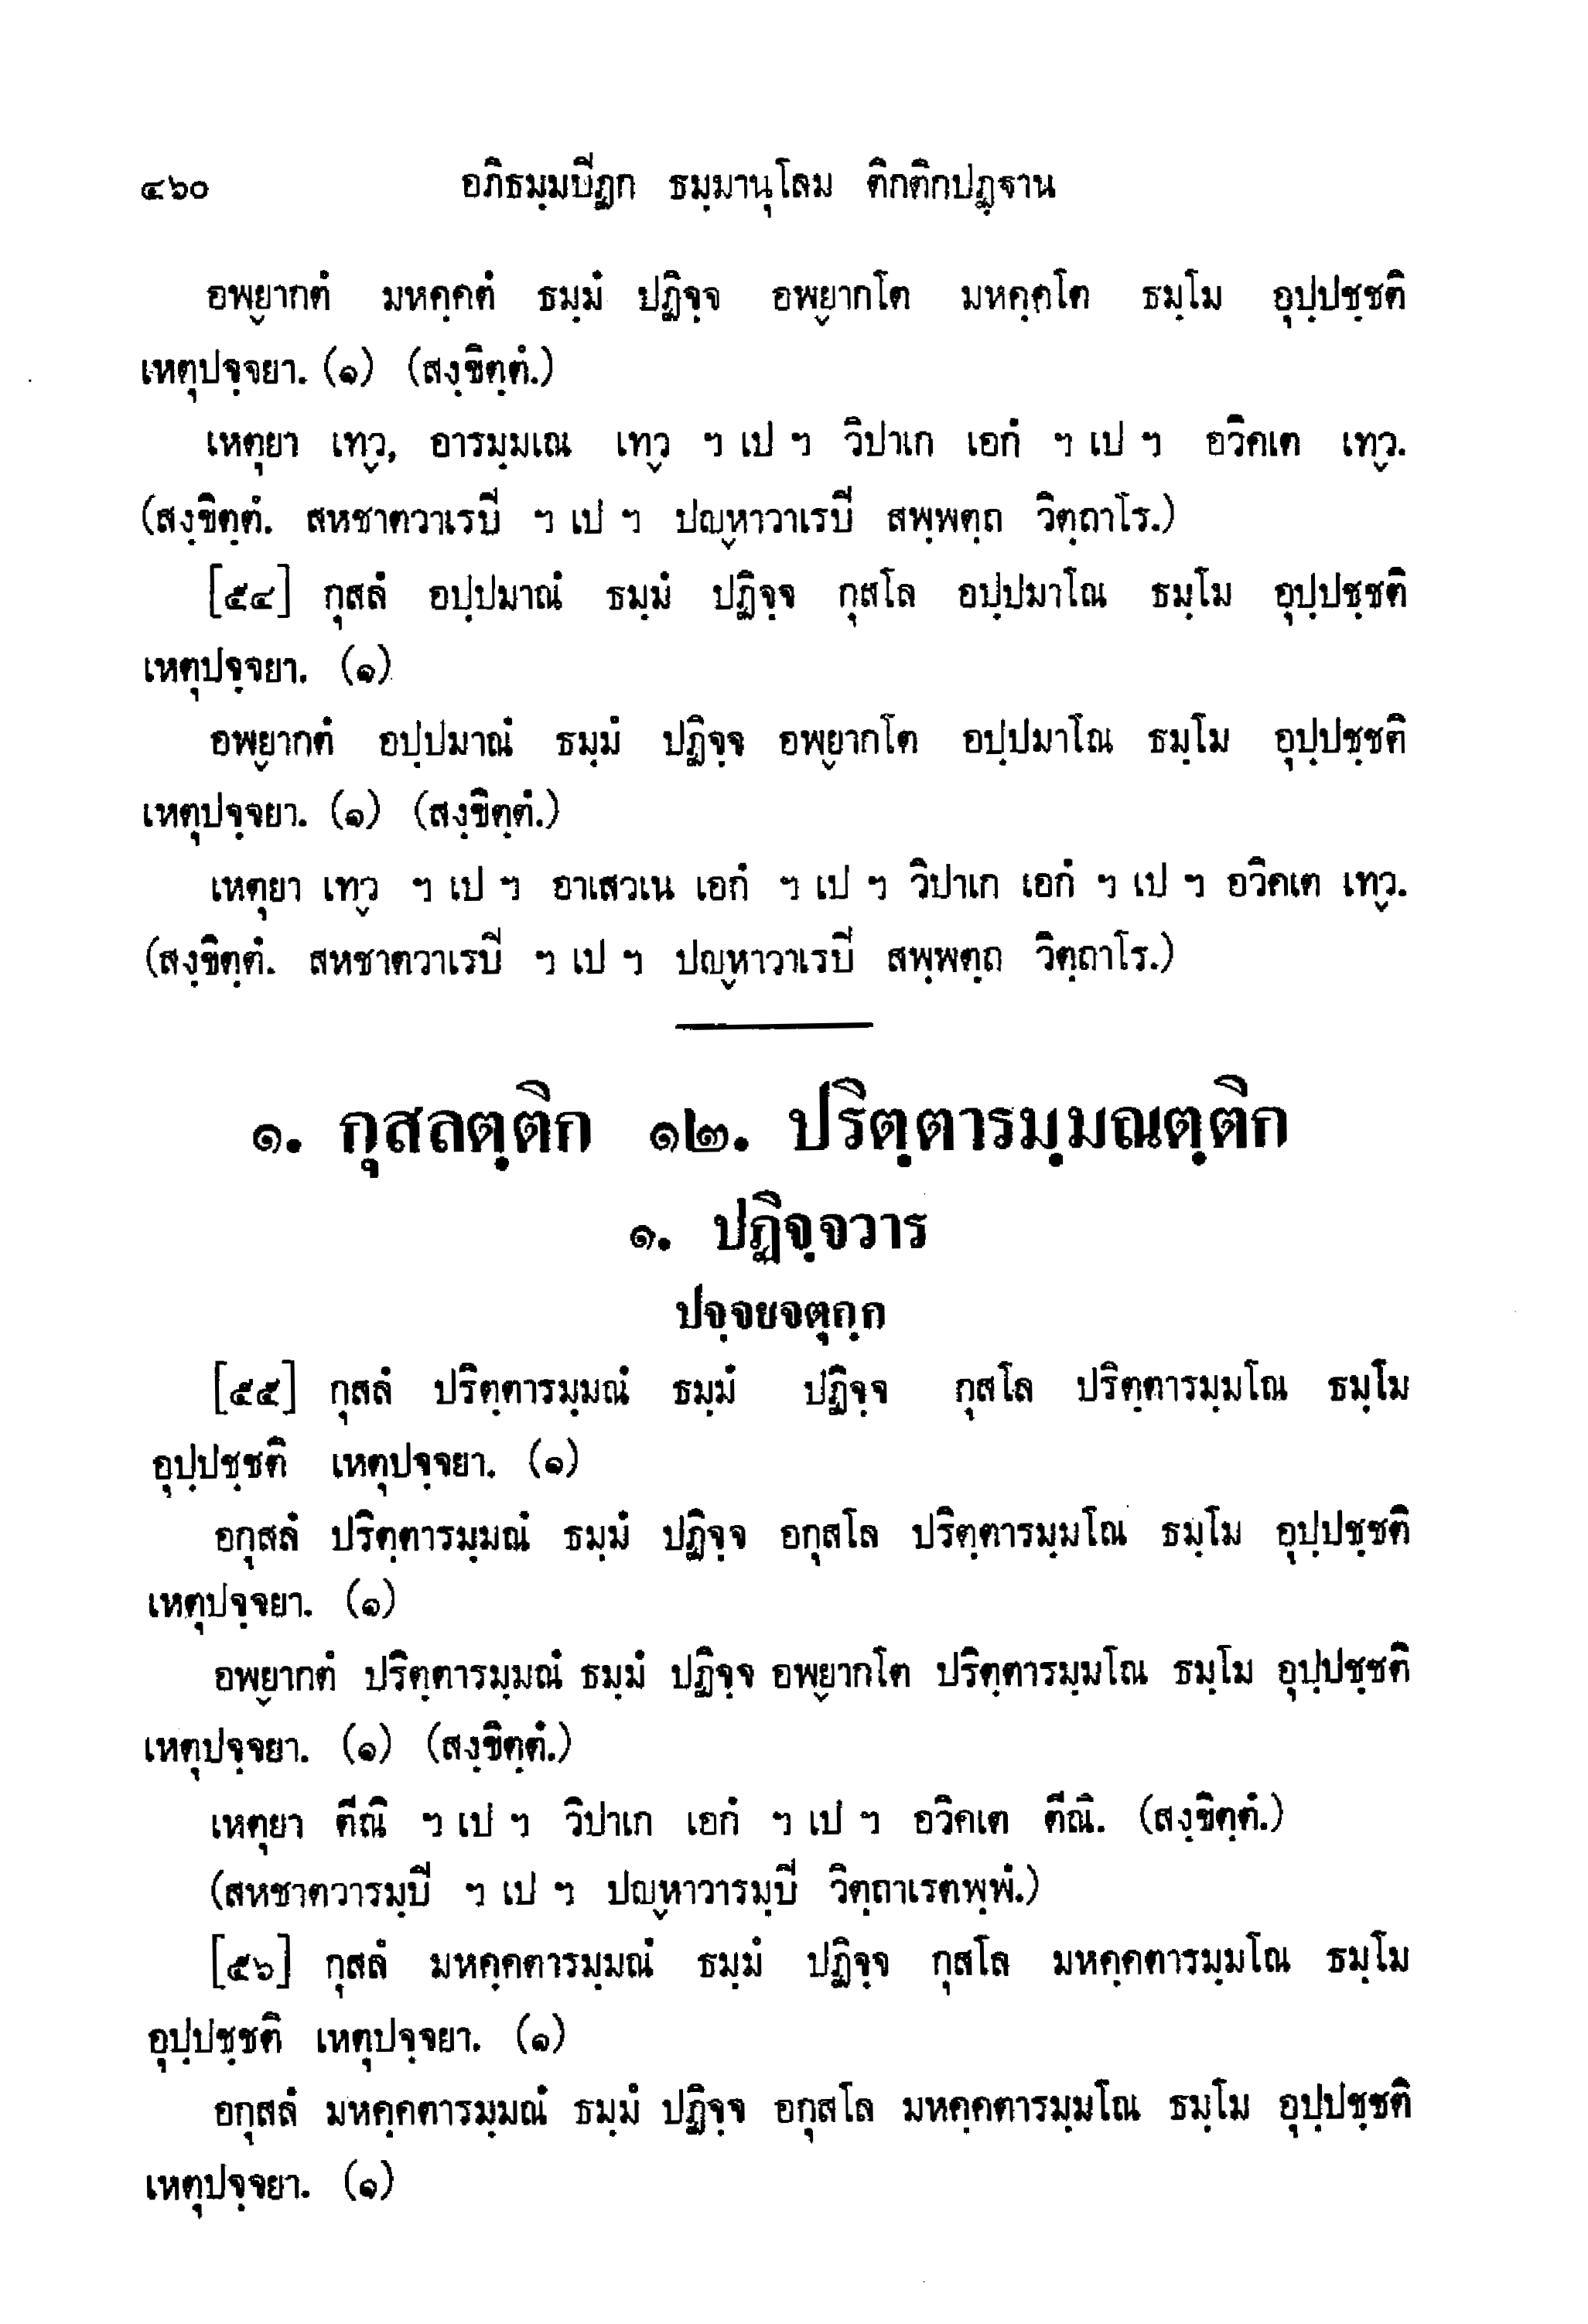 ๔๖๐ อภิธมฺมปิฏก ธมฺมานุโลม ติกติกปฏฺฐาน
อพฺยากตํ มหคฺคตํ ธมฺมํ ปฏิจฺจ อพฺยากโต มหคฺคโต ธมฺโม อุปฺปชฺชติ
เหตุปจฺจยา. (๑) (สงฺขิตฺตํ.)
เหตุยา เทฺว, อารมฺมเณ เทฺว ฯ เป ฯ วิปาเก เอกํ ฯ เป ฯ อวิคเต เทฺว.
(สงฺขิตฺตํ. สหชาตวาเรปิ ฯ เป ฯ ปญฺหาวาเรปิ สพฺพตฺถ วิตฺถาโร.)
[๕๔] กุสลํ อปฺปมาณํ ธมฺมํ ปฏิจฺจ กุสโล อปฺปมาโณ ธมฺโม อุปฺปชฺชติ
เหตุปจฺจยา. (๑)
อพฺยากตํ อปฺปมาณํ ธมฺมํ ปฏิจฺจ อพฺยากโต อปฺปมาโณ ธมฺโม อุปฺปชฺชติ
เหตุปจฺจยา. (๑) (สงฺขิตฺตํ.)
เหตุยา เทฺว ฯ เป ฯ อาเสวเน เอกํ ฯ เป ฯ วิปาเก เอกํ ฯ เป ฯ อวิคเต เทฺว.
(สงฺขิตฺตํ. สหชาตวาเรปิ ฯ เป ฯ ปญฺหาวาเรปิ สพฺพตฺถ วิตฺถาโร.)
๑. กุสลตฺติก ๑๒. ปริตฺตารมฺมณตฺติก
๑. ปฏิจฺจวาร
ปจฺจยจตุกฺก
[๕๕] กุสลํ ปริตฺตารมฺมณํ ธมฺมํ ปฏิจฺจ กุสโล ปริตฺตารมฺมโณ ธมฺโม
อุปฺปชฺชติ เหตุปจฺจยา. (๑)
อกุสลํ ปริตฺตารมฺมณํ ธมฺมํ ปฏิจฺจ อกุสโล ปริตฺตารมฺมโณ ธมฺโม อุปฺปชฺชติ
เหตุปจฺจยา. (๑)
อพฺยากตํ ปริตฺตารมฺมณํ ธมฺมํ ปฏิจฺจ อพฺยากโต ปริตฺตารมฺมโณ ธมฺโม อุปฺปชฺชติ
เหตุปจฺจยา. (๑) (สงฺขิตฺตํ.)
เหตุยา ตีณิ ฯ เป ฯ วิปาเก เอกํ ฯ เป ฯ อวิคเต ตีณิ. (สงฺขิตฺตํ.)
(สหชาตวารมฺปิ ฯ เป ฯ ปญฺหาวารมฺปิ วิตฺถาเรตพฺพํ.)
[๕๖] กุสลํ มหคฺคตารมฺมณํ ธมฺมํ ปฏิจฺจ กุสโล มหคฺคตารมฺมโณ ธมฺโม
อุปฺปชฺชติ เหตุปจฺจยา. (๑)
อกุสลํ มหคฺคตารมฺมณํ ธมฺมํ ปฏิจฺจ อกุสโล มหคฺคตารมฺมโณ ธมฺโม อุปฺปชฺชติ
เหตุปจฺจยา. (๑)